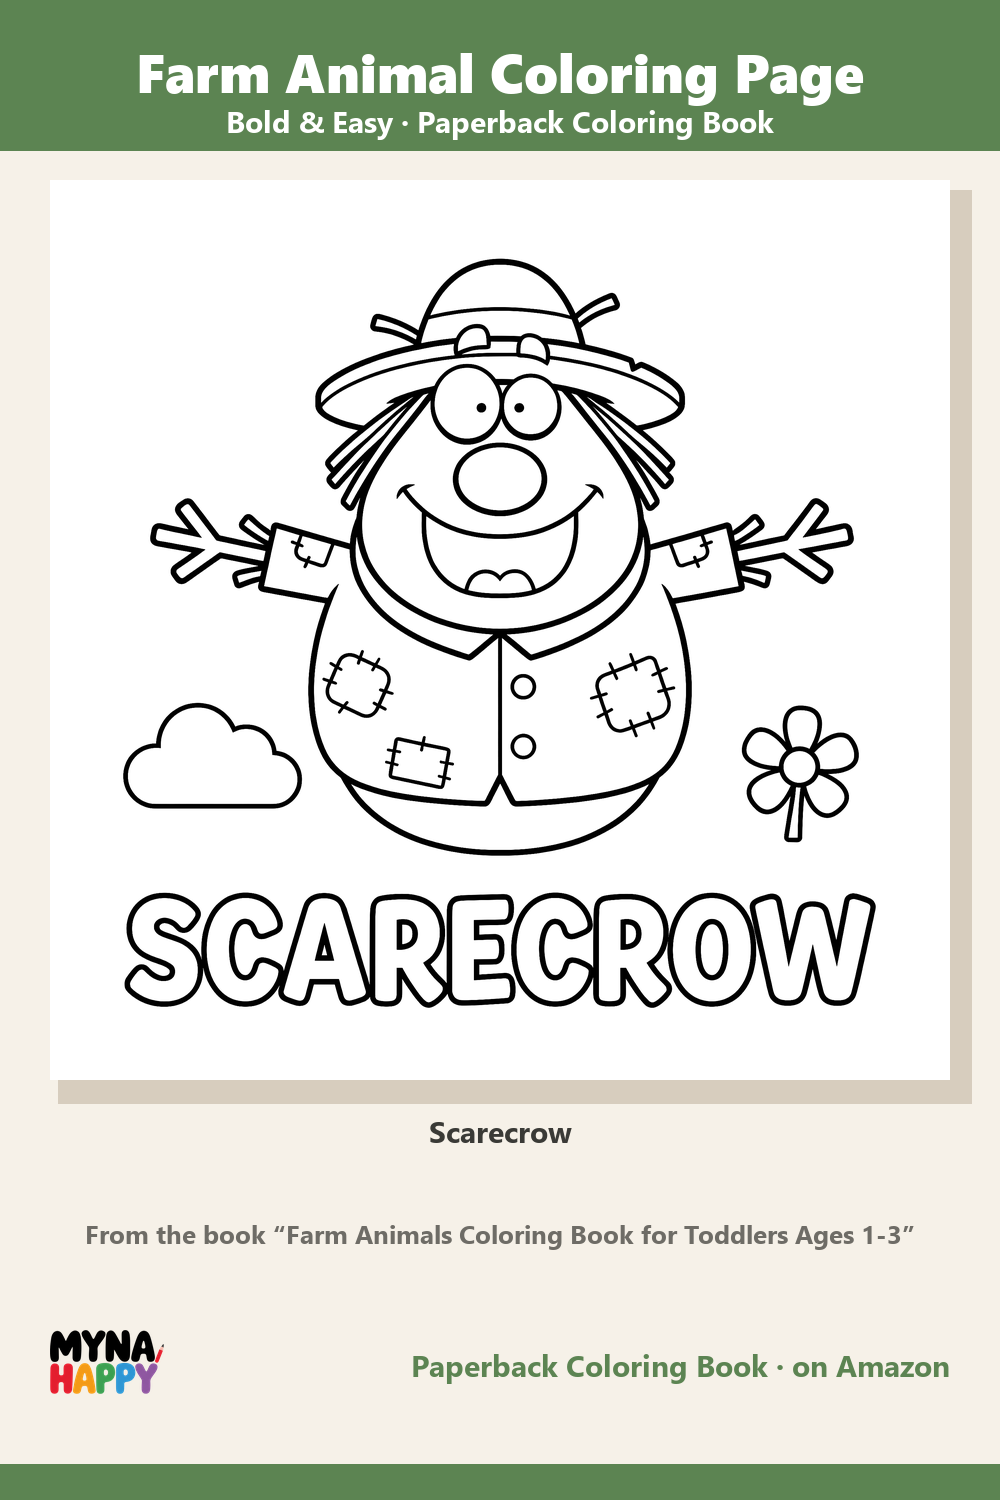 Farm Animal Coloring Page
Bold & Easy · Paperback Coloring Book
SCARECROW
Scarecrow
From the book “Farm Animals Coloring Book for Toddlers Ages 1-3”
MYNA
HAPPY
Paperback Coloring Book · on Amazon